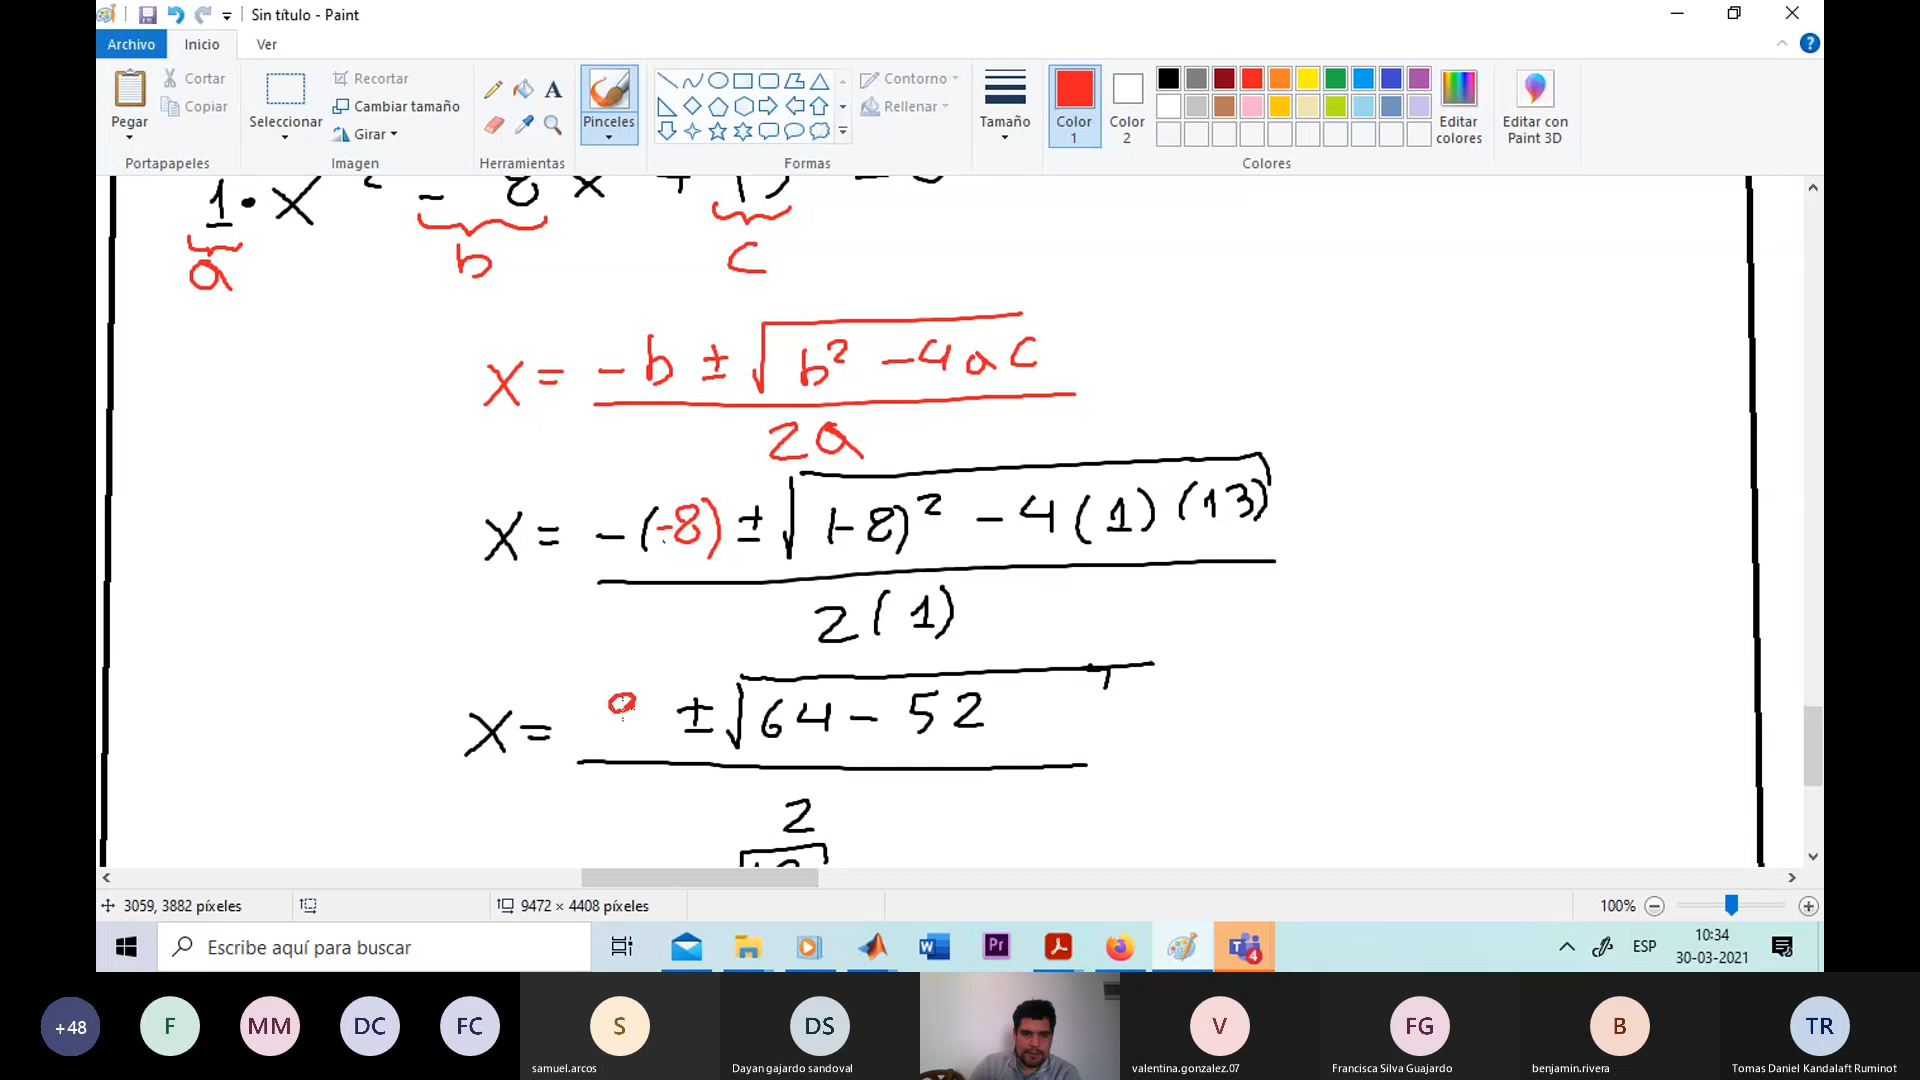 Sin título - Paint
Archivo Inicio Ver
Pegar
Cortar
Copiar
Portapapeles
Seleccionar
Recortar
Cambiar tamaño
Girar
Imagen
A
Herramientas
Pinceles
Contorno
Rellenar
Formas
Tamaño
Color 1
Color 2
Editar colores
Editar con Paint 3D
Colores
1 · x² - 8 x
a b c
x = -b ± √b² - 4ac
2a
x = -(-8) ± √(-8)² - 4(1)(13)
2(1)
x = ± √64 - 52
2
3059, 3882 píxeles
9472 × 4408 píxeles
100%
Escribe aquí para buscar
W
Pr
T
4
ESP
10:34
30-03-2021
+48 F MM DC FC S DS V FG B TR
samuel.arcos
Dayan gajardo sandoval
valentina.gonzalez.07
Francisca Silva Guajardo
benjamin.rivera
Tomas Daniel Kandalaft Ruminot